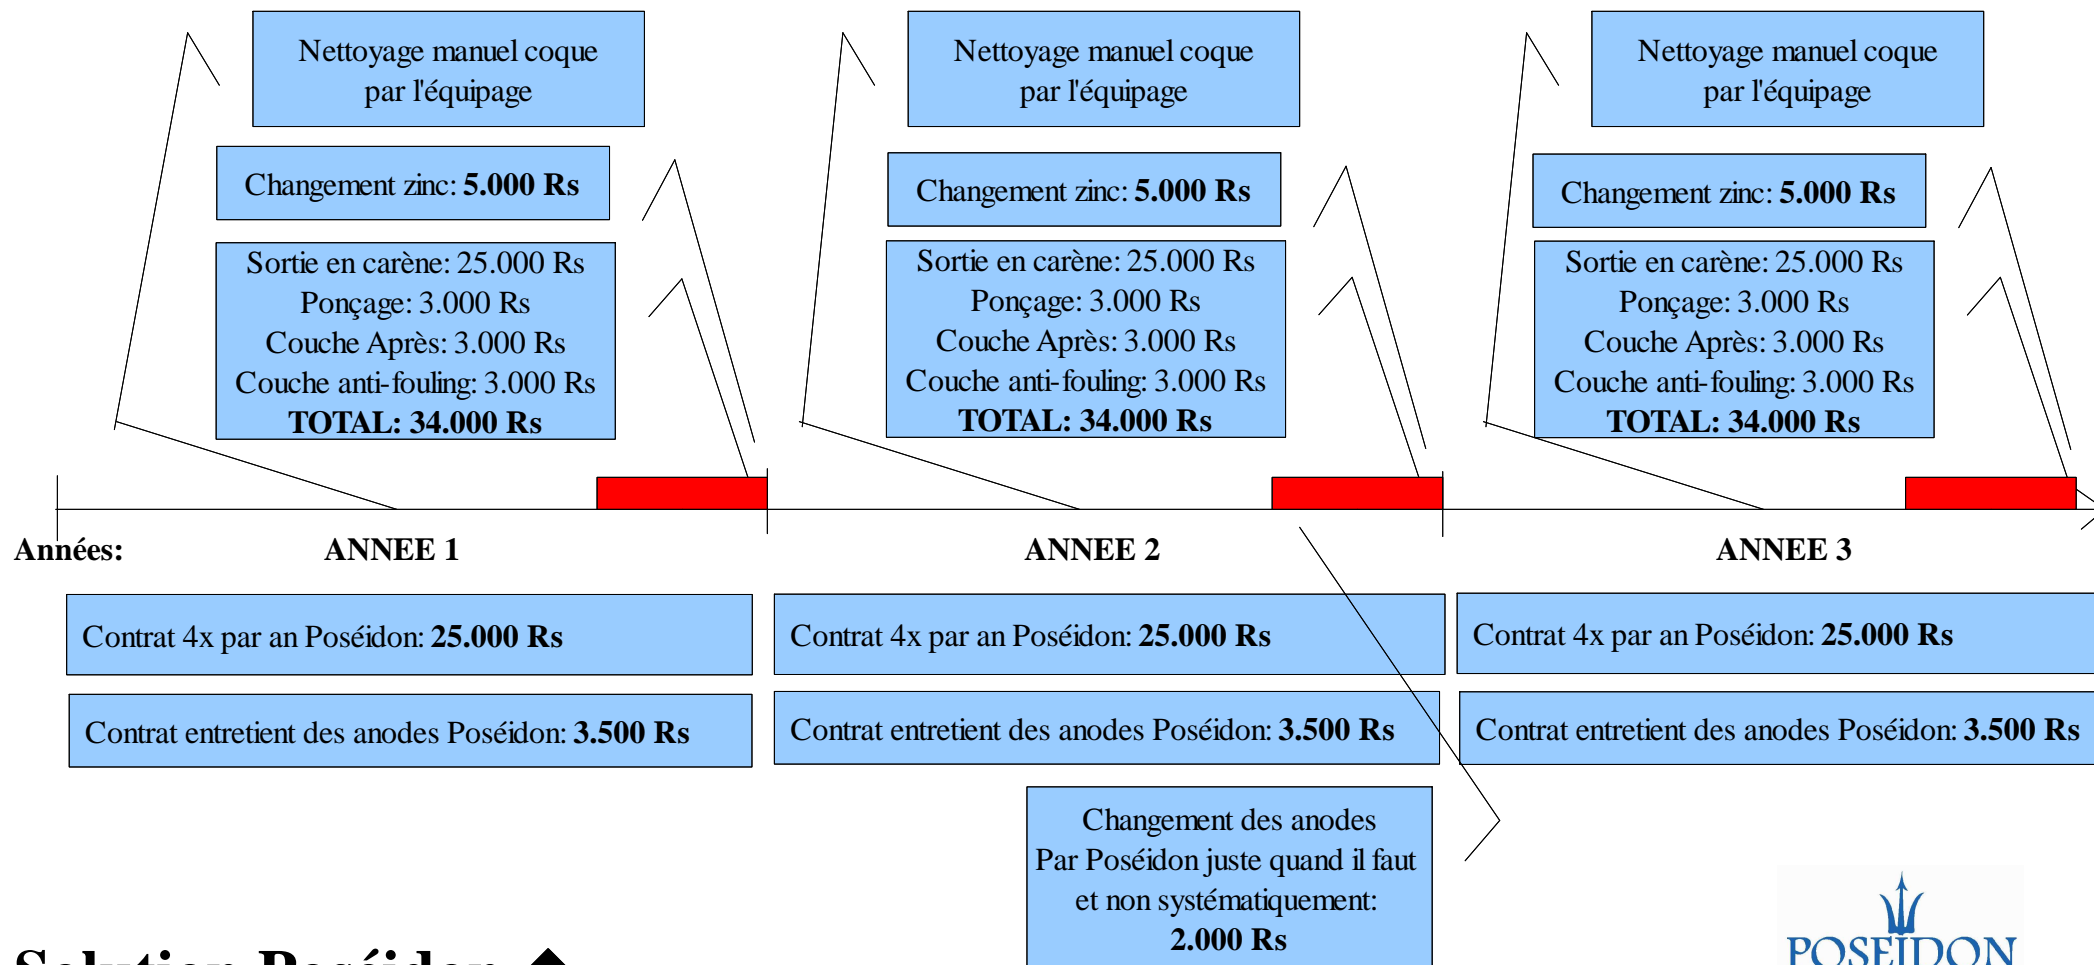 Nettoyage manuel coque
par l'équipage
Nettoyage manuel coque
par l'équipage
Nettoyage manuel coque
par l'équipage
Changement zinc: 5.000 Rs
Changement zinc: 5.000 Rs
Changement zinc: 5.000 Rs
Sortie en carène: 25.000 Rs
Ponçage: 3.000 Rs
Couche Après: 3.000 Rs
Couche anti-fouling: 3.000 Rs
TOTAL: 34.000 Rs
Sortie en carène: 25.000 Rs
Ponçage: 3.000 Rs
Couche Après: 3.000 Rs
Couche anti-fouling: 3.000 Rs
TOTAL: 34.000 Rs
Sortie en carène: 25.000 Rs
Ponçage: 3.000 Rs
Couche Après: 3.000 Rs
Couche anti-fouling: 3.000 Rs
TOTAL: 34.000 Rs
Années:
ANNEE 1
ANNEE 2
ANNEE 3
Contrat 4x par an Poséidon: 25.000 Rs
Contrat 4x par an Poséidon: 25.000 Rs
Contrat 4x par an Poséidon: 25.000 Rs
Contrat entretient des anodes Poséidon: 3.500 Rs
Contrat entretient des anodes Poséidon: 3.500 Rs
Contrat entretient des anodes Poséidon: 3.500 Rs
Changement des anodes
Par Poséidon juste quand il faut
et non systématiquement:
2.000 Rs
Solution Poséidon
POSEIDON